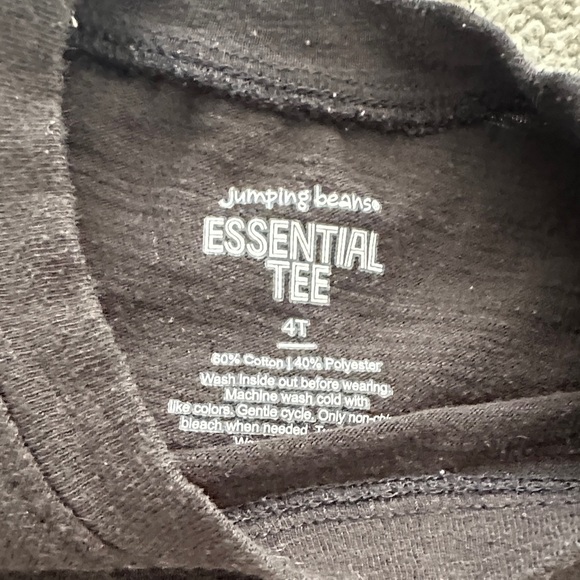 jumping beans
ESSENTIAL
TEE
4T
60% Cotton | 40% Polyester
Wash inside out before wearing.
Machine wash cold with
like colors. Gentle cycle. Only
bleach when needed.